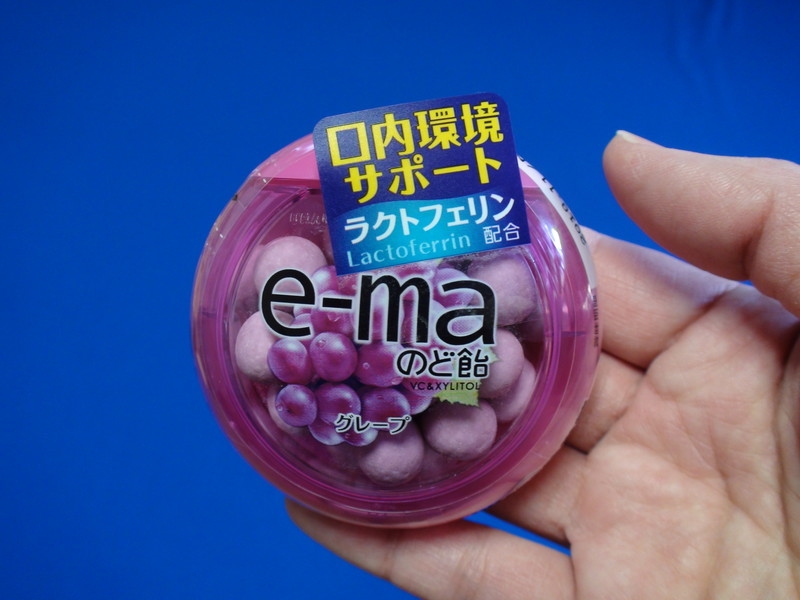 口内環境
サポート
ラクトフェリン
Lactoferrin 配合
e-ma
のど飴
VC&XYLITOL
グレープ